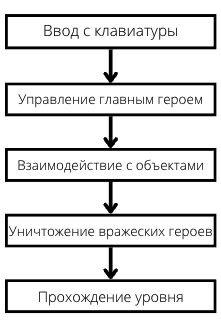 Ввод с клавиатуры
Управление главным героем
Взаимодействие с объектами
Уничтожение вражеских героев
Прохождение уровня